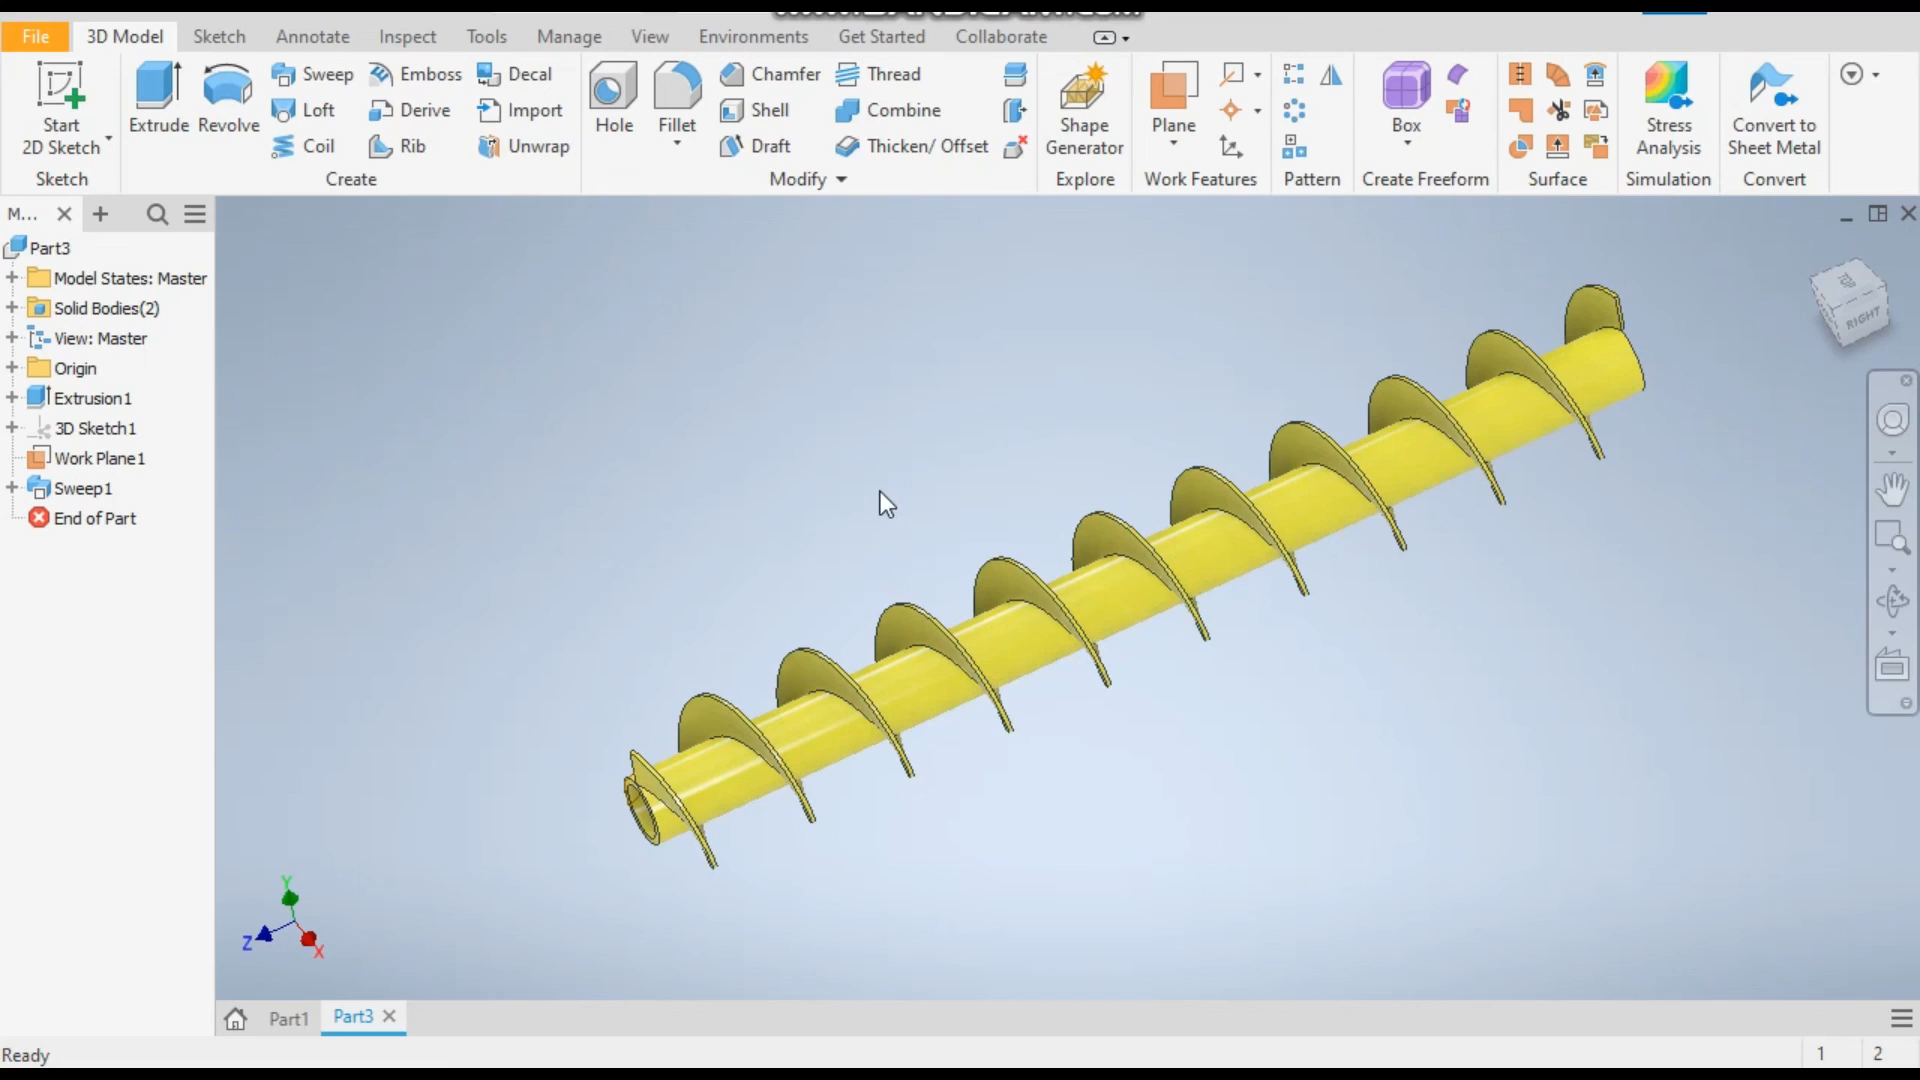 File 3D Model Sketch Annotate Inspect Tools Manage View Environments Get Started Collaborate
Start 2D Sketch
Extrude
Revolve
Sweep
Loft
Coil
Emboss
Derive
Rib
Decal
Import
Unwrap
Hole
Fillet
Chamfer
Shell
Draft
Thread
Combine
Thicken/ Offset
Shape Generator
Plane
Box
Stress Analysis
Convert to Sheet Metal
Sketch Create Modify Explore Work Features Pattern Create Freeform Surface Simulation Convert
M...
Part3
Model States: Master
Solid Bodies(2)
View: Master
Origin
Extrusion1
3D Sketch1
Work Plane1
Sweep1
End of Part
TOP
RIGHT
Y
Z
X
Part1 Part3
Ready
1 2